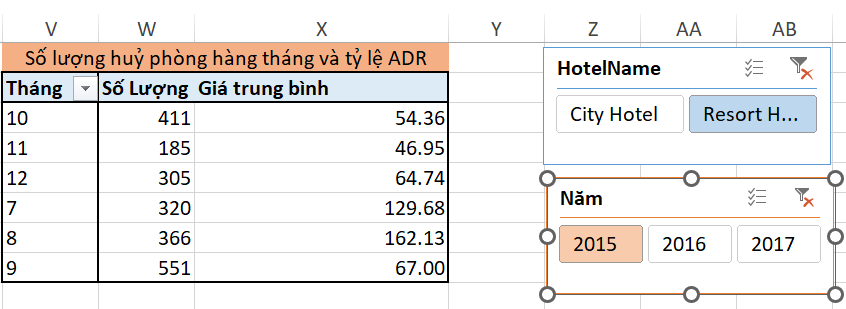 V W X Y Z AA AB
Số lượng huỷ phòng hàng tháng và tỷ lệ ADR
Tháng Số Lượng Giá trung bình
10 411 54.36
11 185 46.95
12 305 64.74
7 320 129.68
8 366 162.13
9 551 67.00
HotelName
City Hotel Resort H...
Năm
2015 2016 2017